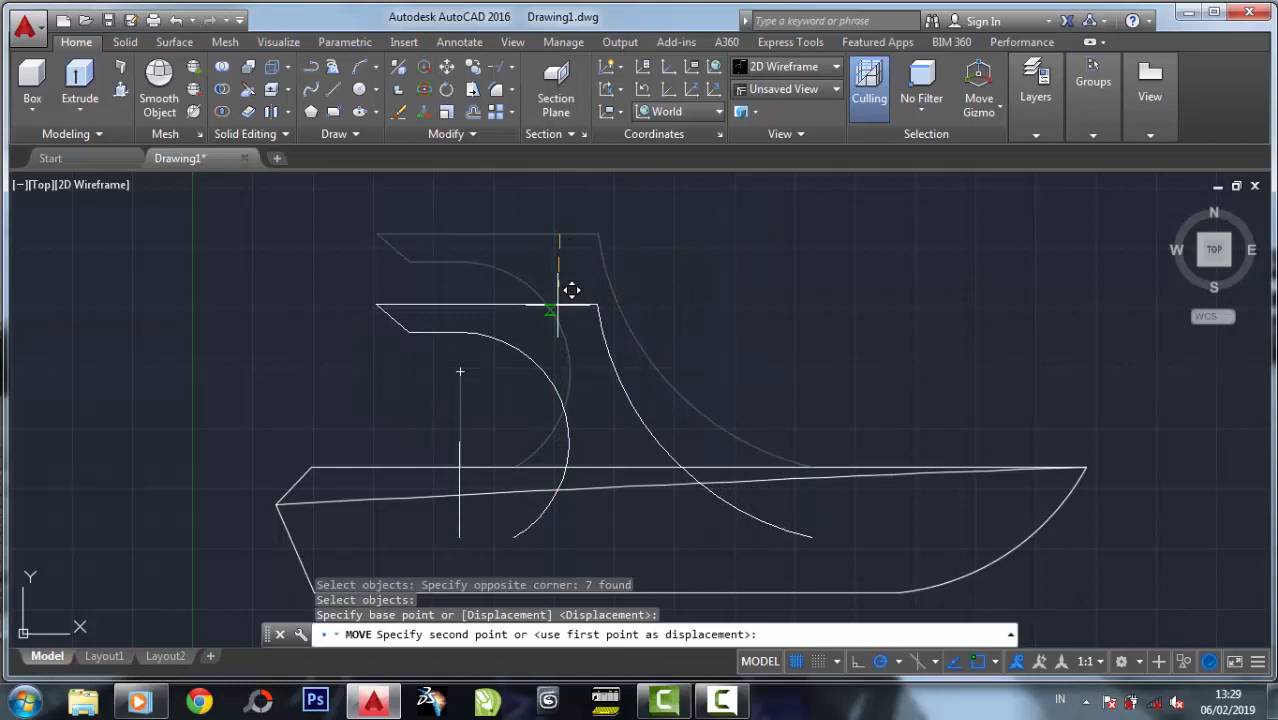 Autodesk AutoCAD 2016 Drawing1.dwg
Type a keyword or phrase
Sign In
Home Solid Surface Mesh Visualize Parametric Insert Annotate View Manage Output Add-ins A360 Express Tools Featured Apps BIM 360 Performance
Box
Extrude
Smooth
Object
Section
Plane
World
2D Wireframe
Unsaved View
Culling
No Filter
Move
Gizmo
Layers
Groups
View
Modeling Mesh Solid Editing Draw Modify Section Coordinates View Selection
Start Drawing1*
[−][Top][2D Wireframe]
N
W TOP E
S
WCS
Y
X
Select objects: Specify opposite corner: 7 found
Select objects:
Specify base point or [Displacement] <Displacement>:
MOVE Specify second point or <use first point as displacement>:
Model Layout1 Layout2
MODEL 1:1
Ps
IN
13:29
06/02/2019